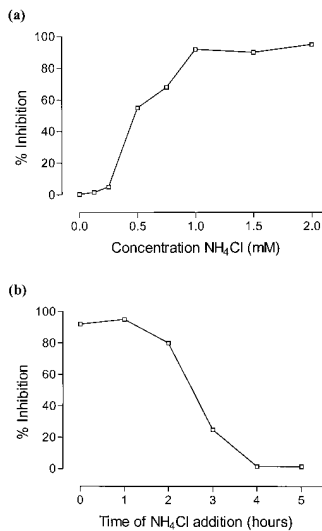 (a)
100
80
60
40
20
0
% Inhibition
0.0 0.5 1.0 1.5 2.0
Concentration NH₄Cl (mM)
(b)
100
80
60
40
20
0
% Inhibition
0 1 2 3 4 5
Time of NH₄Cl addition (hours)